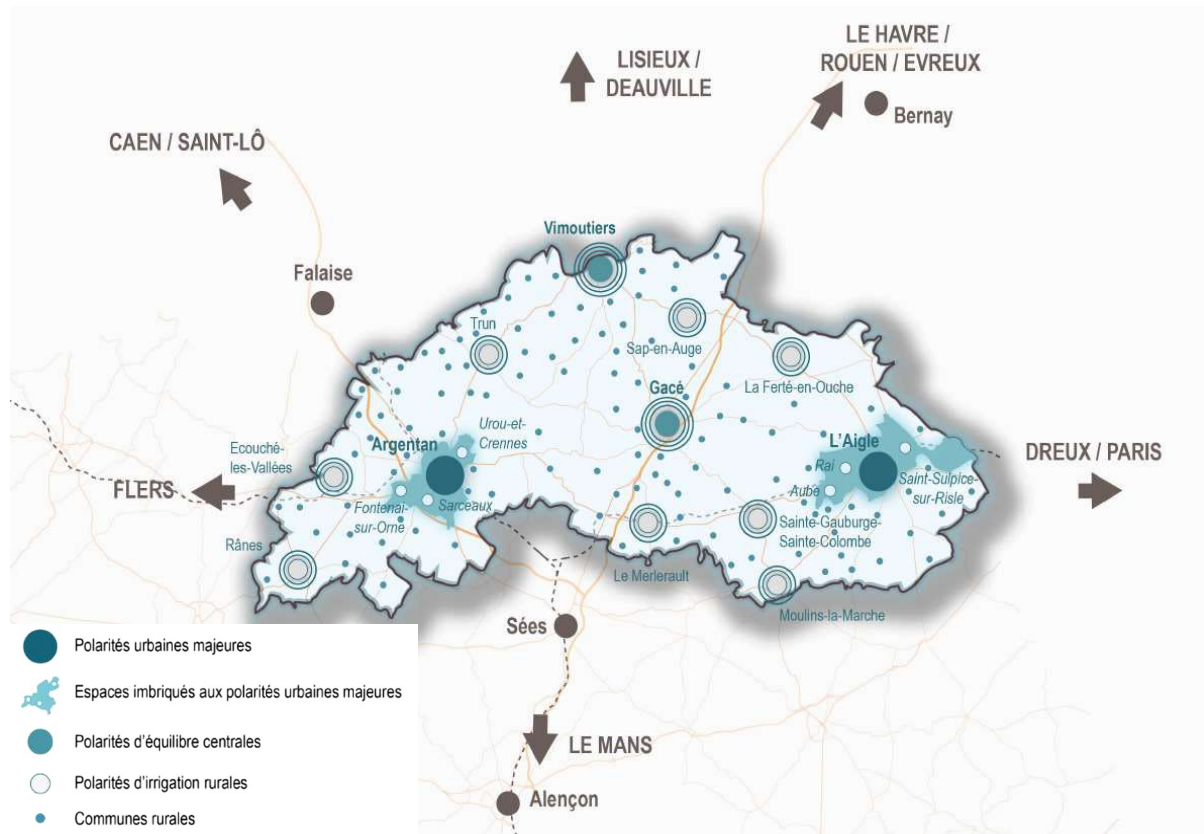 LE HAVRE /
ROUEN / EVREUX
LISIEUX /
DEAUVILLE
Bernay
CAEN / SAINT-LÔ
Vimoutiers
Falaise
Trun
Sap-en-Auge
La Ferté-en-Ouche
Gacé
Urou-et-
Crennes
Argentan
L'Aigle
Ecouché-
les-Vallées
Rai
DREUX / PARIS
Saint-Sulpice-
sur-Risle
FLERS
Aube
Fontenai-
sur-Orne
Sarceaux
Sainte-Gauburge-
Sainte-Colombe
Rânes
Le Merlerault
Moulins-la-Marche
Sées
Polarités urbaines majeures
Espaces imbriqués aux polarités urbaines majeures
Polarités d'équilibre centrales
LE MANS
Polarités d'irrigation rurales
Alençon
Communes rurales